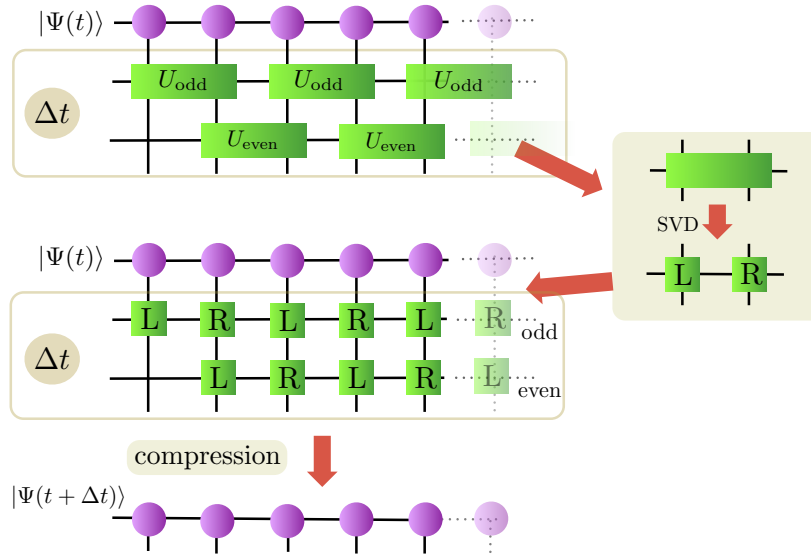 |Ψ(t)⟩
U_odd U_odd U_odd
Δt
U_even U_even
SVD
L R
|Ψ(t)⟩
L R L R L R
odd
Δt
L R L R L
even
compression
|Ψ(t + Δt)⟩